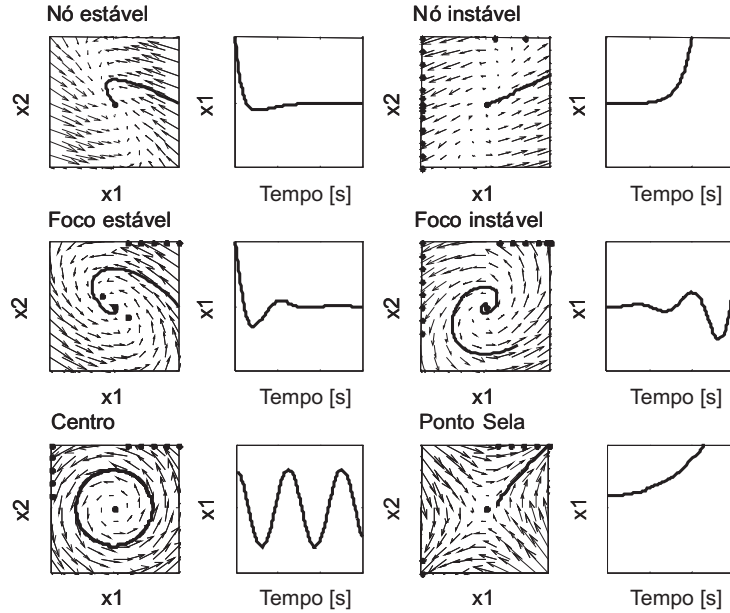 Nó estável
x2
x1
x1
Tempo [s]
Nó instável
x2
x1
x1
Tempo [s]
Foco estável
x2
x1
x1
Tempo [s]
Foco instável
x2
x1
x1
Tempo [s]
Centro
x2
x1
x1
Tempo [s]
Ponto Sela
x2
x1
x1
Tempo [s]